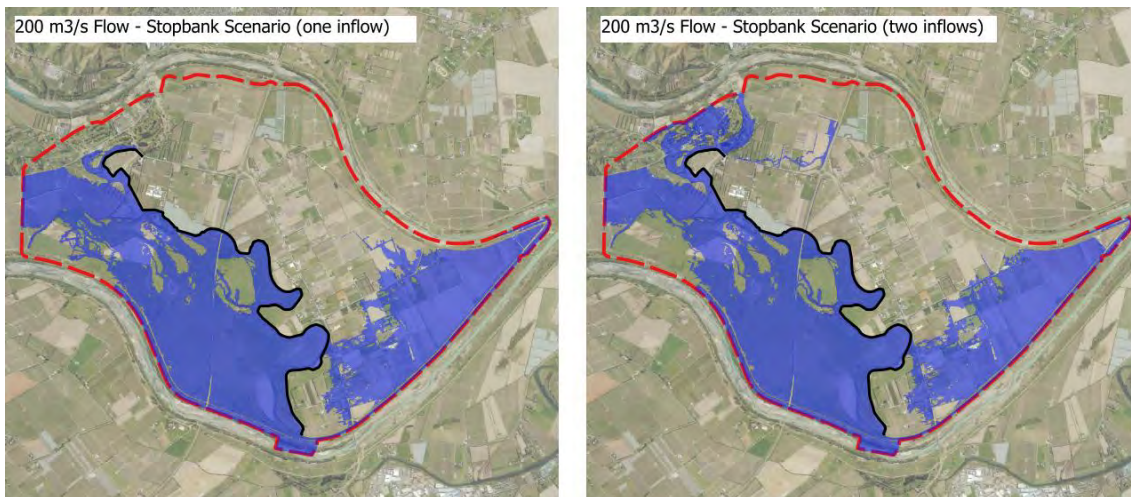 200 m3/s Flow - Stopbank Scenario (one inflow)
200 m3/s Flow - Stopbank Scenario (two inflows)